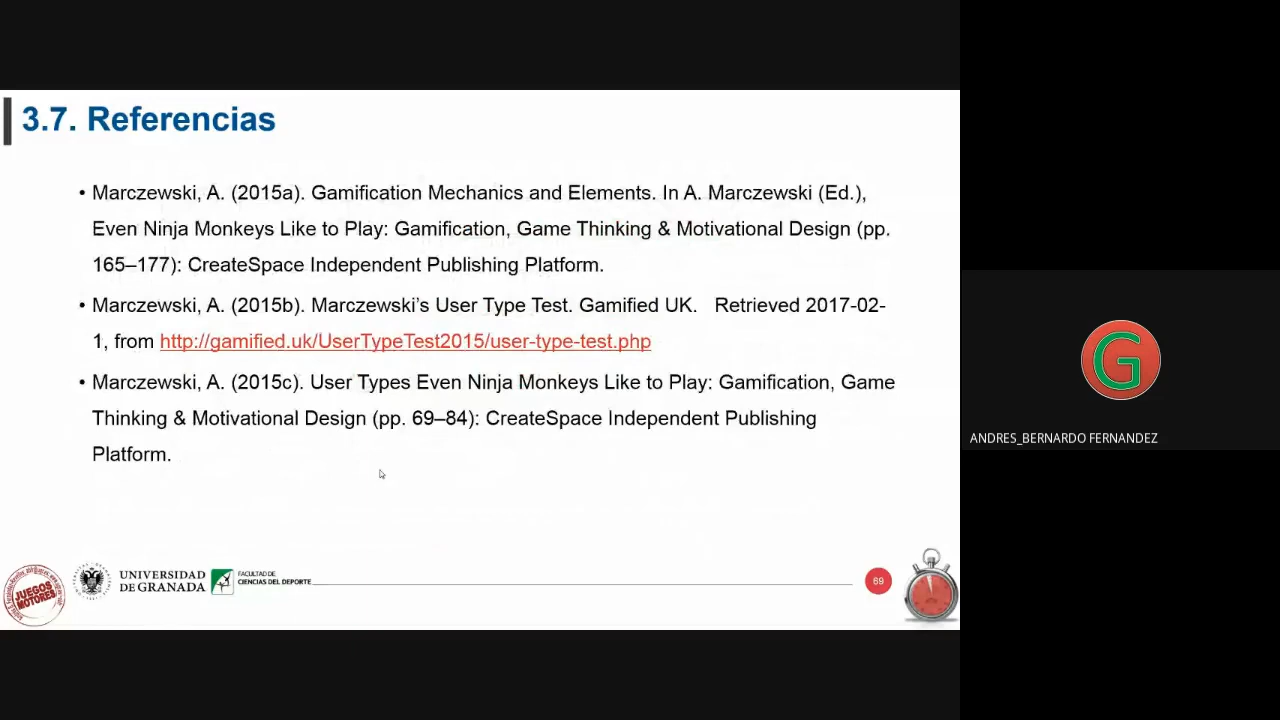 3.7. Referencias
• Marczewski, A. (2015a). Gamification Mechanics and Elements. In A. Marczewski (Ed.),
Even Ninja Monkeys Like to Play: Gamification, Game Thinking & Motivational Design (pp.
165–177): CreateSpace Independent Publishing Platform.
• Marczewski, A. (2015b). Marczewski's User Type Test. Gamified UK. Retrieved 2017-02-
1, from http://gamified.uk/UserTypeTest2015/user-type-test.php
• Marczewski, A. (2015c). User Types Even Ninja Monkeys Like to Play: Gamification, Game
Thinking & Motivational Design (pp. 69–84): CreateSpace Independent Publishing
Platform.
G
ANDRES_BERNARDO FERNANDEZ
JUEGOS
MOTORES
UNIVERSIDAD
DE GRANADA
FACULTAD DE
CIENCIAS DEL DEPORTE
69